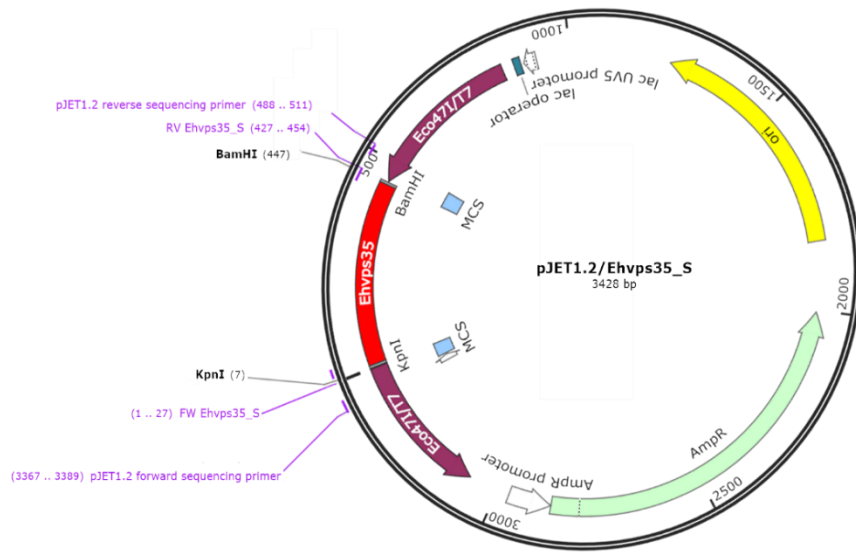 1000
lac UV5 promoter
lac operator
Eco47I/T7
1500
ori
pJET1.2 reverse sequencing primer (488 .. 511)
RV Ehvps35_S (427 .. 454)
BamHI (447)
500
BamHI
MCS
Ehvps35
pJET1.2/Ehvps35_S
3428 bp
2000
MCS
KpnI
KpnI (7)
(1 .. 27) FW Ehvps35_S
Eco47I/T7
(3367 .. 3389) pJET1.2 forward sequencing primer
AmpR promoter
AmpR
2500
3000